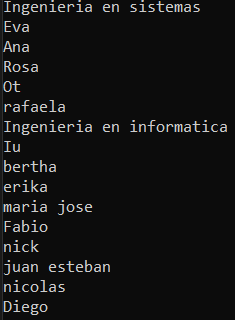 Ingenieria en sistemas
Eva
Ana
Rosa
Ot
rafaela
Ingenieria en informatica
Iu
bertha
erika
maria jose
Fabio
nick
juan esteban
nicolas
Diego